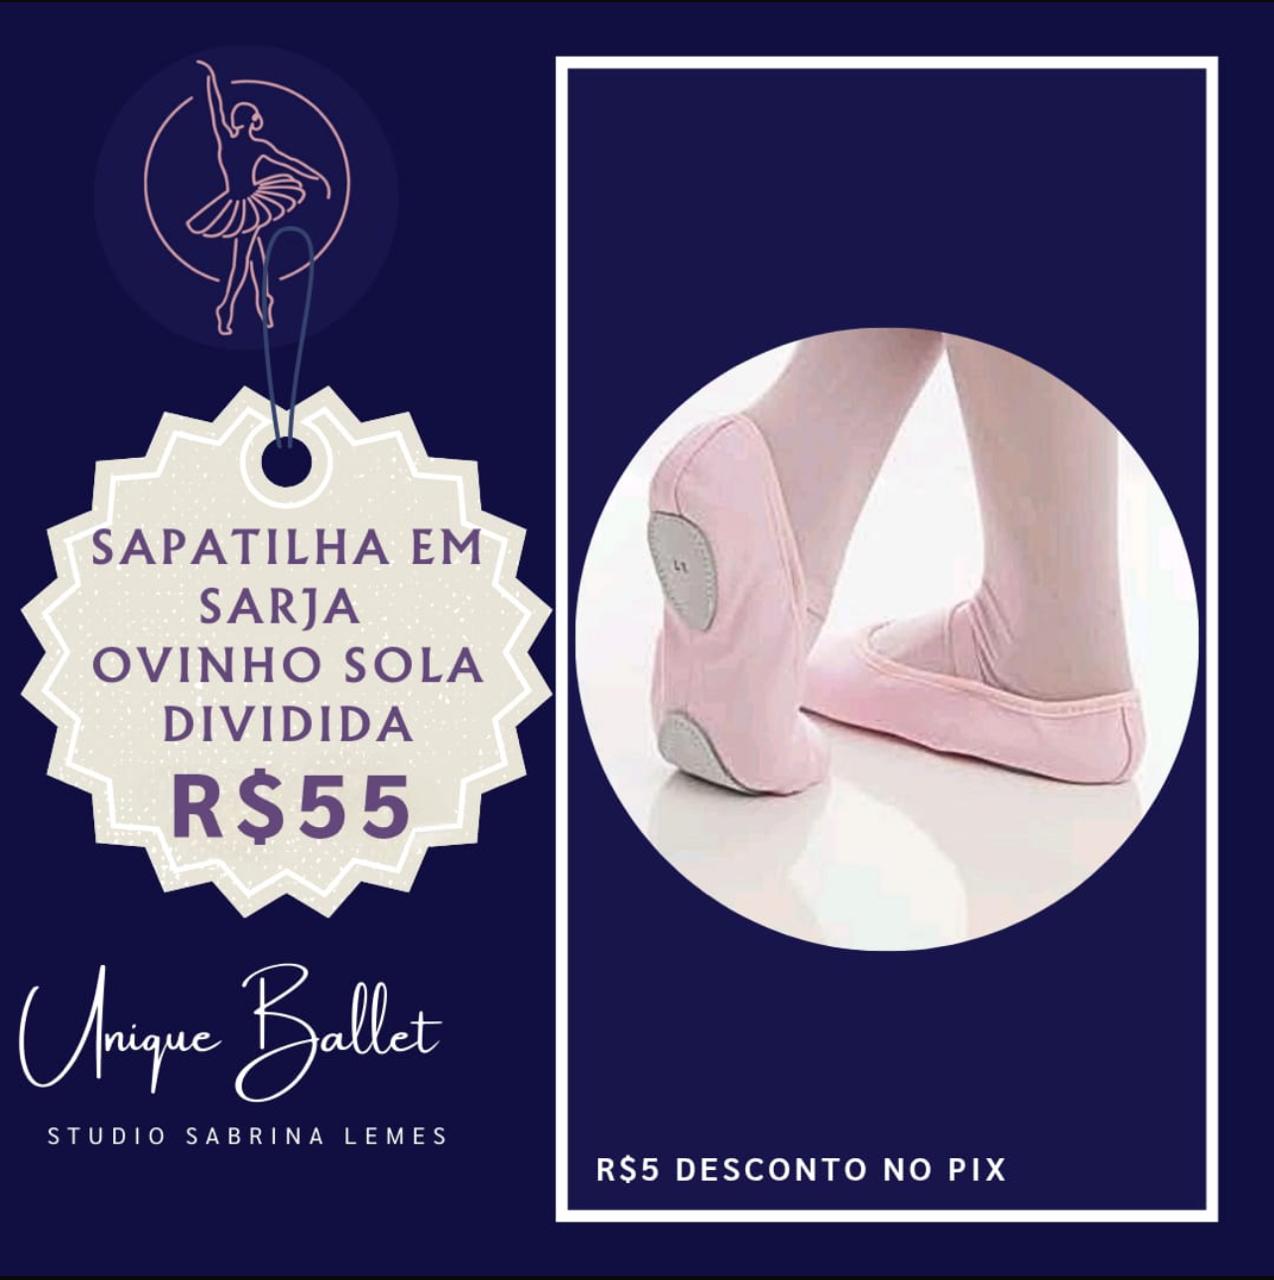 SAPATILHA EM
SARJA
OVINHO SOLA
DIVIDIDA
R$55
Unique Ballet
STUDIO SABRINA LEMES
R$5 DESCONTO NO PIX